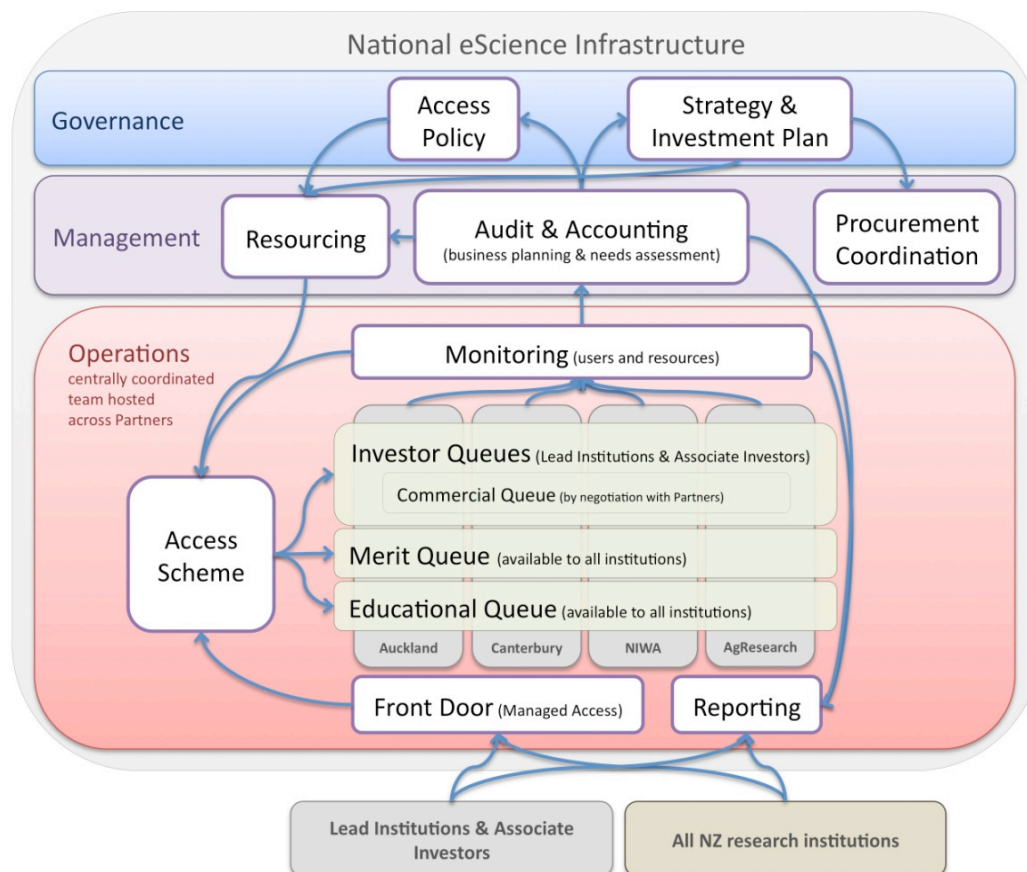 National eScience Infrastructure
Governance
Access
Policy
Strategy &
Investment Plan
Management
Resourcing
Audit & Accounting
(business planning & needs assessment)
Procurement
Coordination
Operations
centrally coordinated
team hosted
across Partners
Monitoring (users and resources)
Investor Queues (Lead Institutions & Associate Investors)
Commercial Queue (by negotiation with Partners)
Access
Scheme
Merit Queue (available to all institutions)
Educational Queue (available to all institutions)
Auckland
Canterbury
NIWA
AgResearch
Front Door (Managed Access)
Reporting
Lead Institutions & Associate
Investors
All NZ research institutions